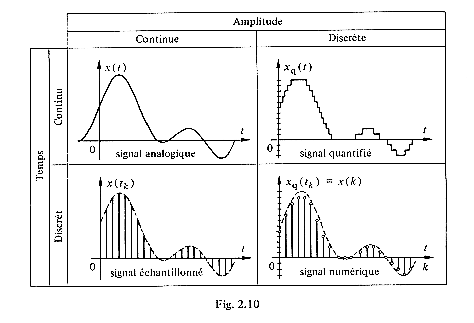 Amplitude
Continue
Discrète
Temps
Continu
x(t)
t
0
signal analogique
x_q(t)
t
0
signal quantifié
Discret
x(t_k)
t
0
signal échantillonné
x_q(t_k) = x(k)
t
0
k
signal numérique
Fig. 2.10